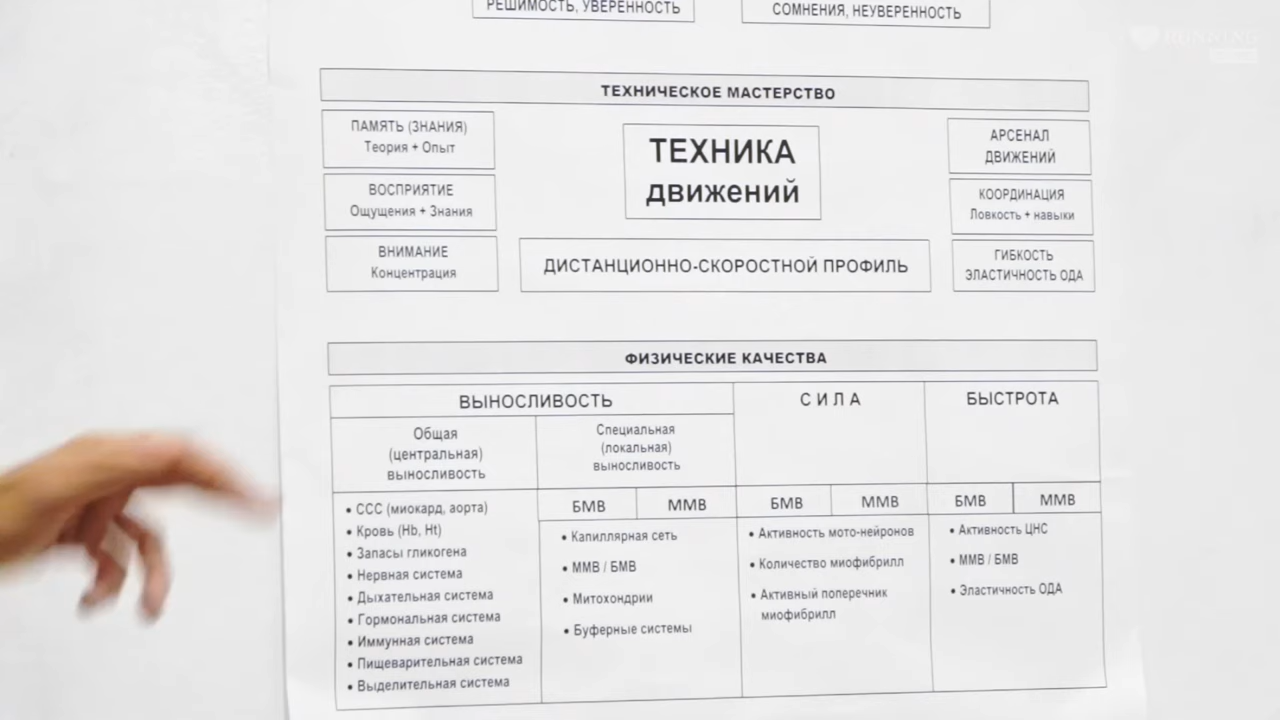 РЕШИМОСТЬ, УВЕРЕННОСТЬ
СОМНЕНИЯ, НЕУВЕРЕННОСТЬ
RUNNING
ТЕХНИЧЕСКОЕ МАСТЕРСТВО
ПАМЯТЬ (ЗНАНИЯ)
Теория + Опыт
ВОСПРИЯТИЕ
Ощущения + Знания
ВНИМАНИЕ
Концентрация
ТЕХНИКА
движений
ДИСТАНЦИОННО-СКОРОСТНОЙ ПРОФИЛЬ
АРСЕНАЛ
ДВИЖЕНИЙ
КООРДИНАЦИЯ
Ловкость + навыки
ГИБКОСТЬ
ЭЛАСТИЧНОСТЬ ОДА
ФИЗИЧЕСКИЕ КАЧЕСТВА
ВЫНОСЛИВОСТЬ
СИЛА
БЫСТРОТА
Общая
(центральная)
выносливость
Специальная
(локальная)
выносливость
БМВ
ММВ
БМВ
ММВ
БМВ
ММВ
• ССС (миокард, аорта)
• Кровь (Hb, Ht)
• Запасы гликогена
• Нервная система
• Дыхательная система
• Гормональная система
• Иммунная система
• Пищеварительная система
• Выделительная система
• Капиллярная сеть
• ММВ / БМВ
• Митохондрии
• Буферные системы
• Активность мото-нейронов
• Количество миофибрилл
• Активный поперечник
миофибрилл
• Активность ЦНС
• ММВ / БМВ
• Эластичность ОДА